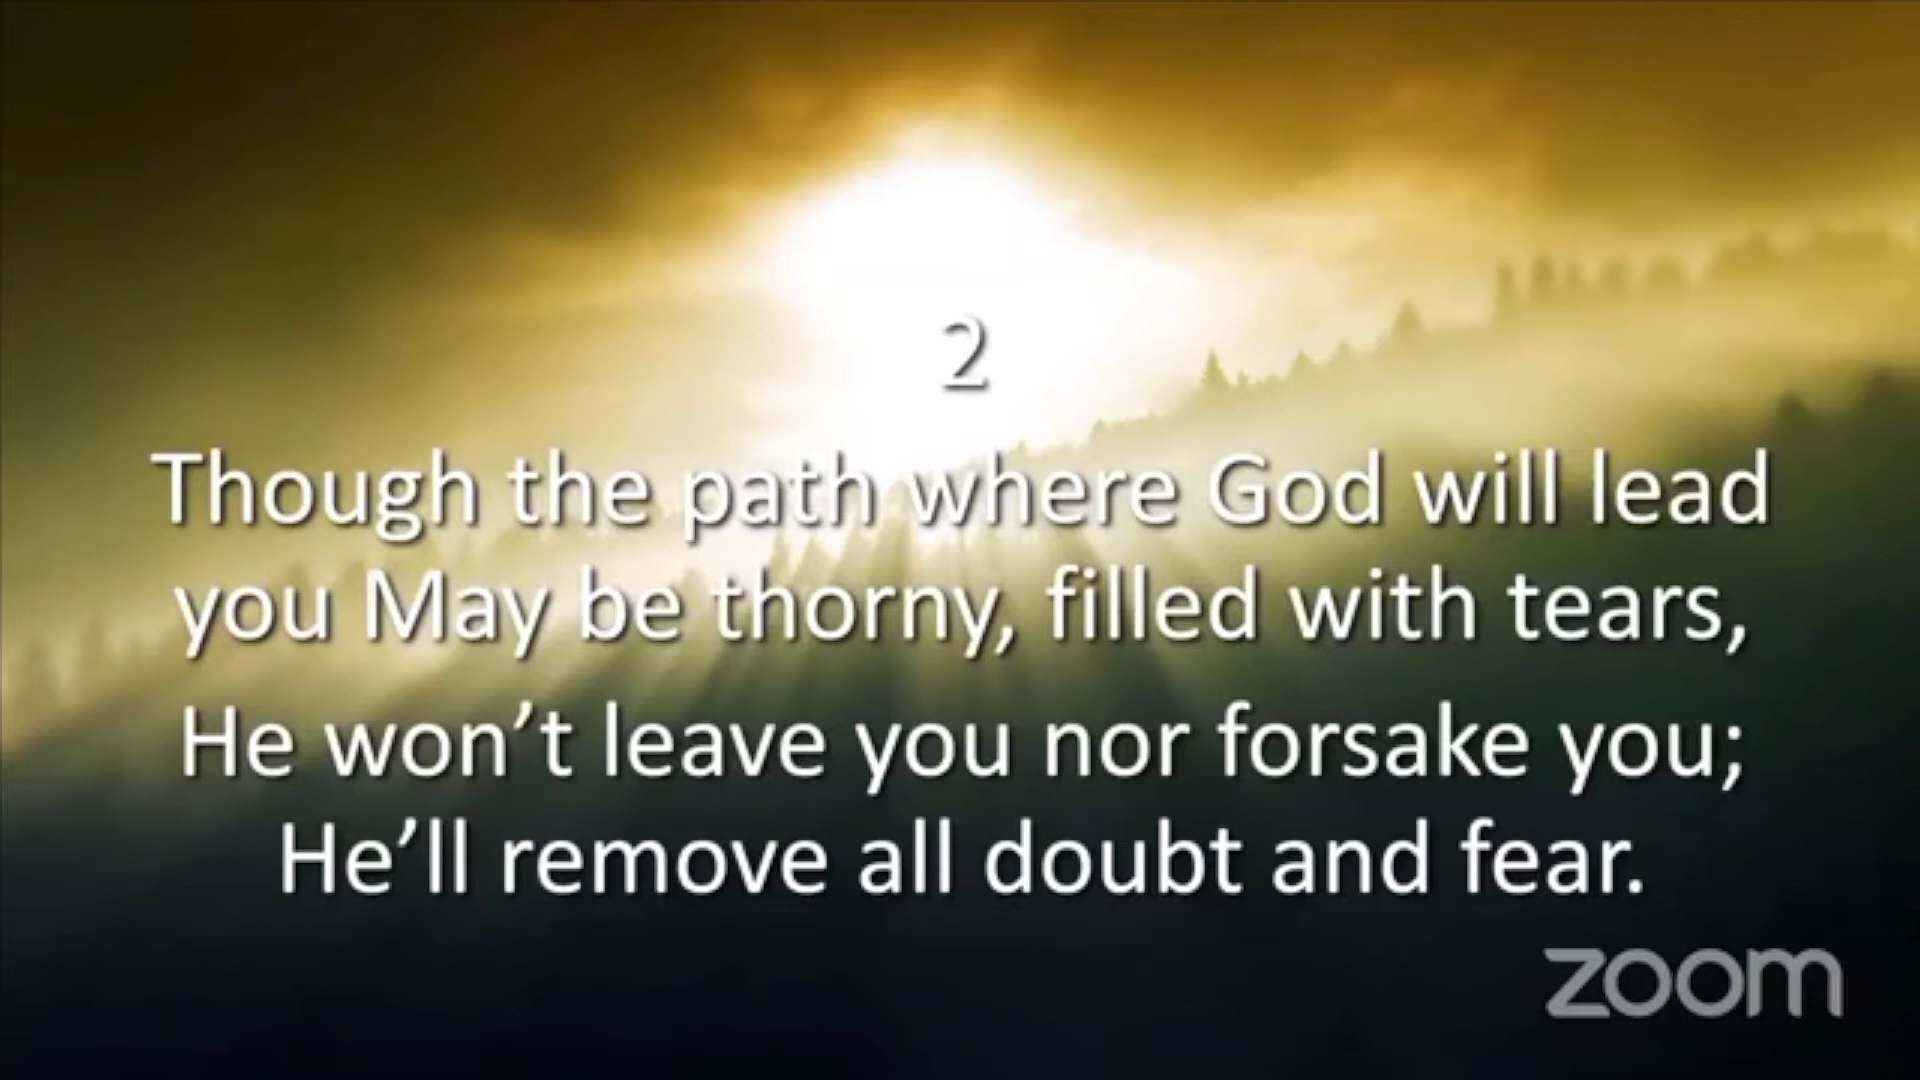 2
Though the path where God will lead
you May be thorny, filled with tears,
He won’t leave you nor forsake you;
He’ll remove all doubt and fear.
zoom